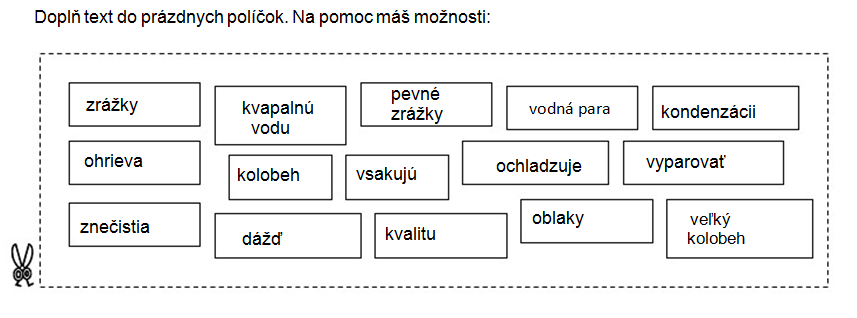 Doplň text do prázdnych políčok. Na pomoc máš možnosti:
zrážky
kvapalnú
vodu
pevné
zrážky
vodná para
kondenzácii
ohrieva
kolobeh
vsakujú
ochladzuje
vyparovať
znečistia
dážď
kvalitu
oblaky
veľký
kolobeh